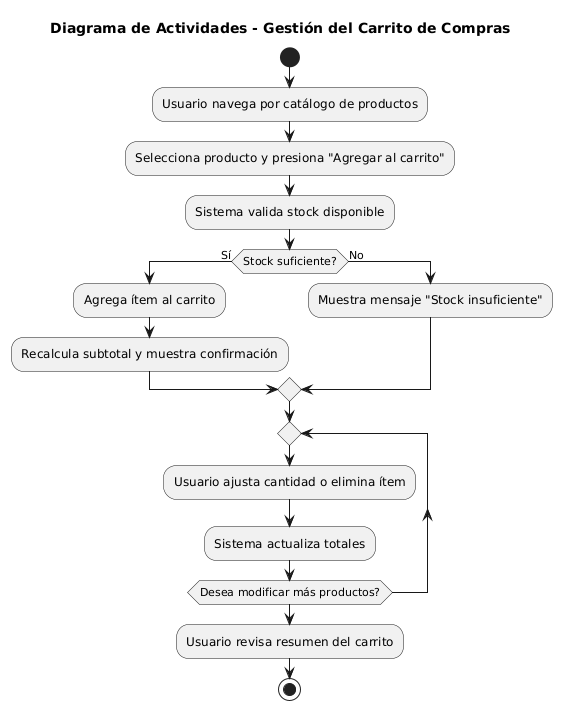 Diagrama de Actividades - Gestión del Carrito de Compras
Usuario navega por catálogo de productos
Selecciona producto y presiona "Agregar al carrito"
Sistema valida stock disponible
Sí
Stock suficiente?
No
Agrega ítem al carrito
Muestra mensaje "Stock insuficiente"
Recalcula subtotal y muestra confirmación
Usuario ajusta cantidad o elimina ítem
Sistema actualiza totales
Desea modificar más productos?
Usuario revisa resumen del carrito